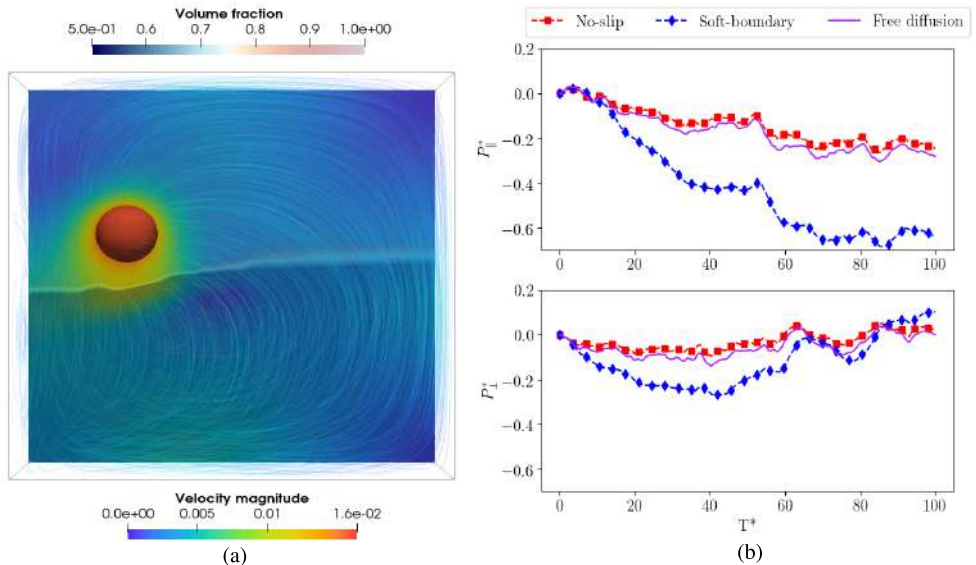 Volume fraction
5.0e-01 0.6 0.7 0.8 0.9 1.0e+00
Velocity magnitude
0.0e+00 0.005 0.01 1.6e-02
(a)
No-slip Soft-boundary Free diffusion
0.2
0.0
−0.2
−0.4
−0.6
P*∥
0 20 40 60 80 100
0.2
0.0
−0.2
−0.4
−0.6
P*⊥
0 20 40 60 80 100
T*
(b)